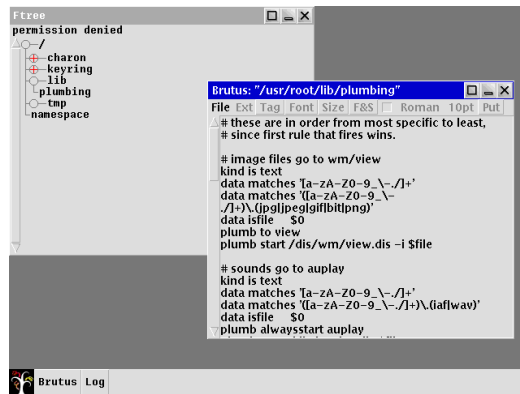 Ftree
permission denied
/
charon
keyring
lib
plumbing
tmp
namespace
Brutus: "/usr/root/lib/plumbing"
File Ext Tag Font Size F&S Roman 10pt Put
# these are in order from most specific to least,
# since first rule that fires wins.
# image files go to wm/view
kind is text
data matches '[a-zA-Z0-9_\-./]+'
data matches '([a-zA-Z0-9_\-
./]+)\.(jpg|jpeg|gif|bit|png)'
data isfile $0
plumb to view
plumb start /dis/wm/view.dis -i $file
# sounds go to auplay
kind is text
data matches '[a-zA-Z0-9_\-./]+'
data matches '([a-zA-Z0-9_\-./]+)\.(iaf|wav)'
data isfile $0
plumb alwaysstart auplay
Brutus Log